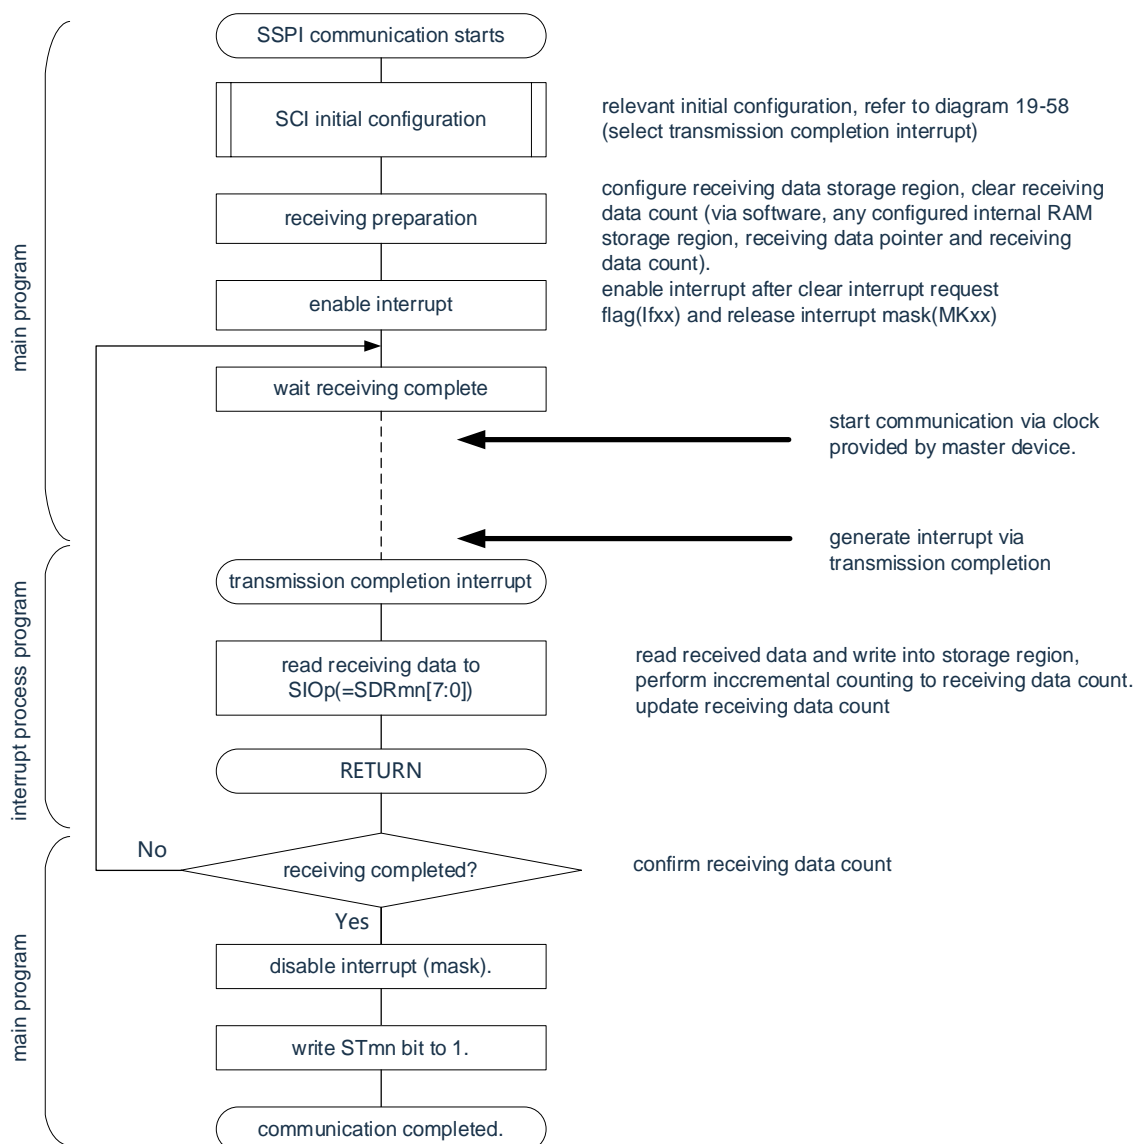 SSPI communication starts
SCI initial configuration
relevant initial configuration, refer to diagram 19-58
(select transmission completion interrupt)
receiving preparation
configure receiving data storage region, clear receiving
data count (via software, any configured internal RAM
storage region, receiving data pointer and receiving
data count).
enable interrupt
enable interrupt after clear interrupt request
flag(Ifxx) and release interrupt mask(MKxx)
main program
wait receiving complete
start communication via clock
provided by master device.
generate interrupt via
transmission completion
transmission completion interrupt
read receiving data to
SIOp(=SDRmn[7:0])
read received data and write into storage region,
perform inccremental counting to receiving data count.
update receiving data count
interrupt process program
RETURN
No
receiving completed?
confirm receiving data count
Yes
disable interrupt (mask).
main program
write STmn bit to 1.
communication completed.